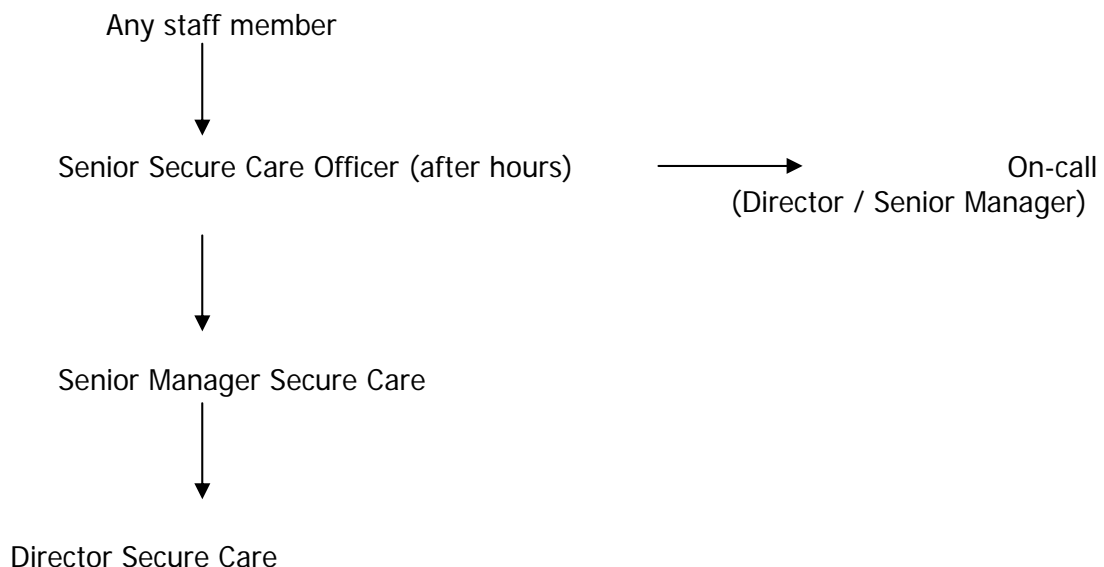 Any staff member
Senior Secure Care Officer (after hours)
On-call
(Director / Senior Manager)
Senior Manager Secure Care
Director Secure Care